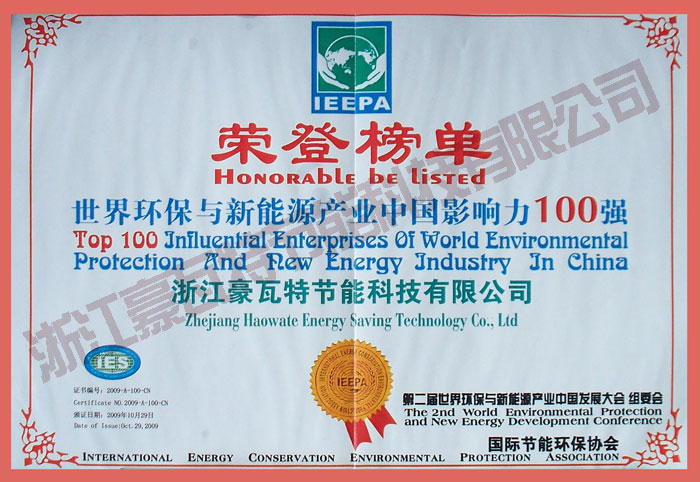 IEEPA
荣登榜单
HONORABLE BE LISTED
世界环保与新能源产业中国影响力100强
Top 100 Influential Enterprises Of World Environmental
Protection And New Energy Industry In China
浙江豪瓦特节能科技有限公司
Zhejiang Haowate Energy Saving Technology Co., Ltd
浙江豪瓦特节能科技有限公司
IES
证书编号：2009-A-100-CN
Certificate NO.2009-A-100-CN
颁证日期：2009年10月29日
Date of Issue:Oct.29,2009
IEEPA
第二届世界环保与新能源产业中国发展大会 组委会
The 2nd World Environmental Protection
and New Energy Development Conference
国际节能环保协会
INTERNATIONAL ENERGY CONSERVATION ENVIRONMENTAL PROTECTION ASSOCIATION